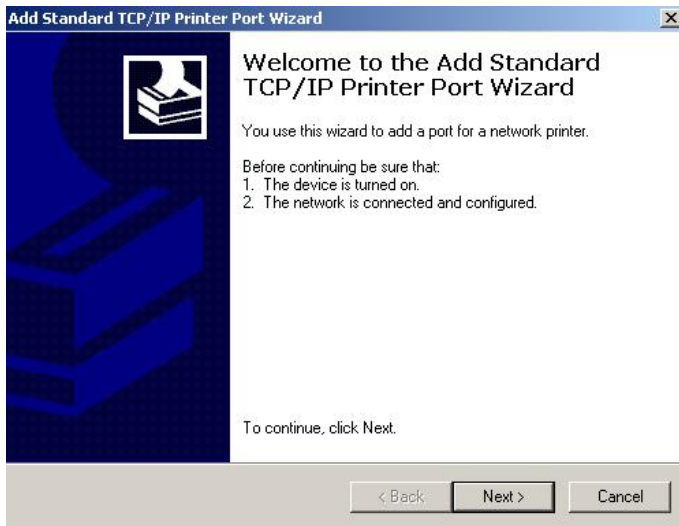 Add Standard TCP/IP Printer Port Wizard
Welcome to the Add Standard
TCP/IP Printer Port Wizard
You use this wizard to add a port for a network printer.
Before continuing be sure that:
1. The device is turned on.
2. The network is connected and configured.
To continue, click Next.
< Back
Next >
Cancel